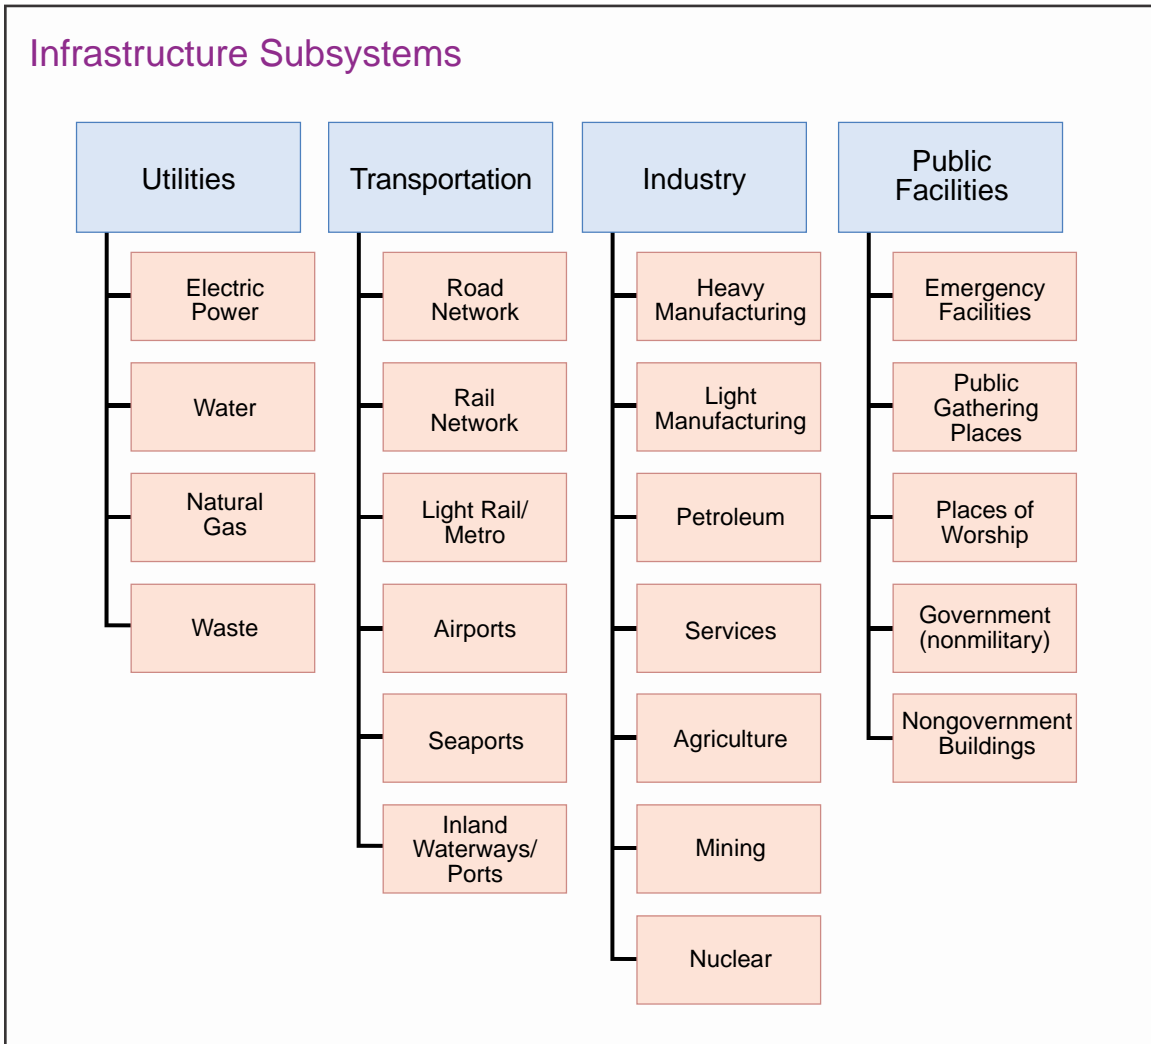 Infrastructure Subsystems
Utilities
Electric
Power
Water
Natural
Gas
Waste
Transportation
Road
Network
Rail
Network
Light Rail/
Metro
Airports
Seaports
Inland
Waterways/
Ports
Industry
Heavy
Manufacturing
Light
Manufacturing
Petroleum
Services
Agriculture
Mining
Nuclear
Public
Facilities
Emergency
Facilities
Public
Gathering
Places
Places of
Worship
Government
(nonmilitary)
Nongovernment
Buildings